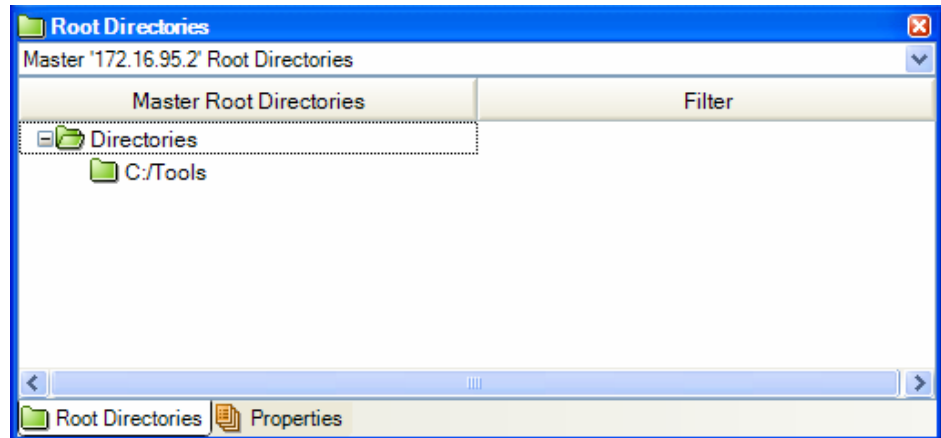 Root Directories
Master '172.16.95.2' Root Directories
Master Root Directories Filter
Directories
C:/Tools
Root Directories Properties